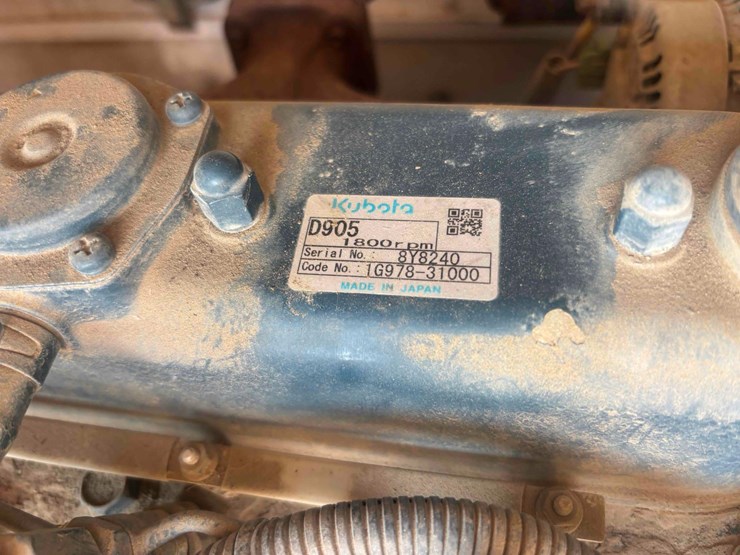 Kubota
D905
1800rpm
Serial No.: 8Y8240
Code No.: 1G978-31000
MADE IN JAPAN